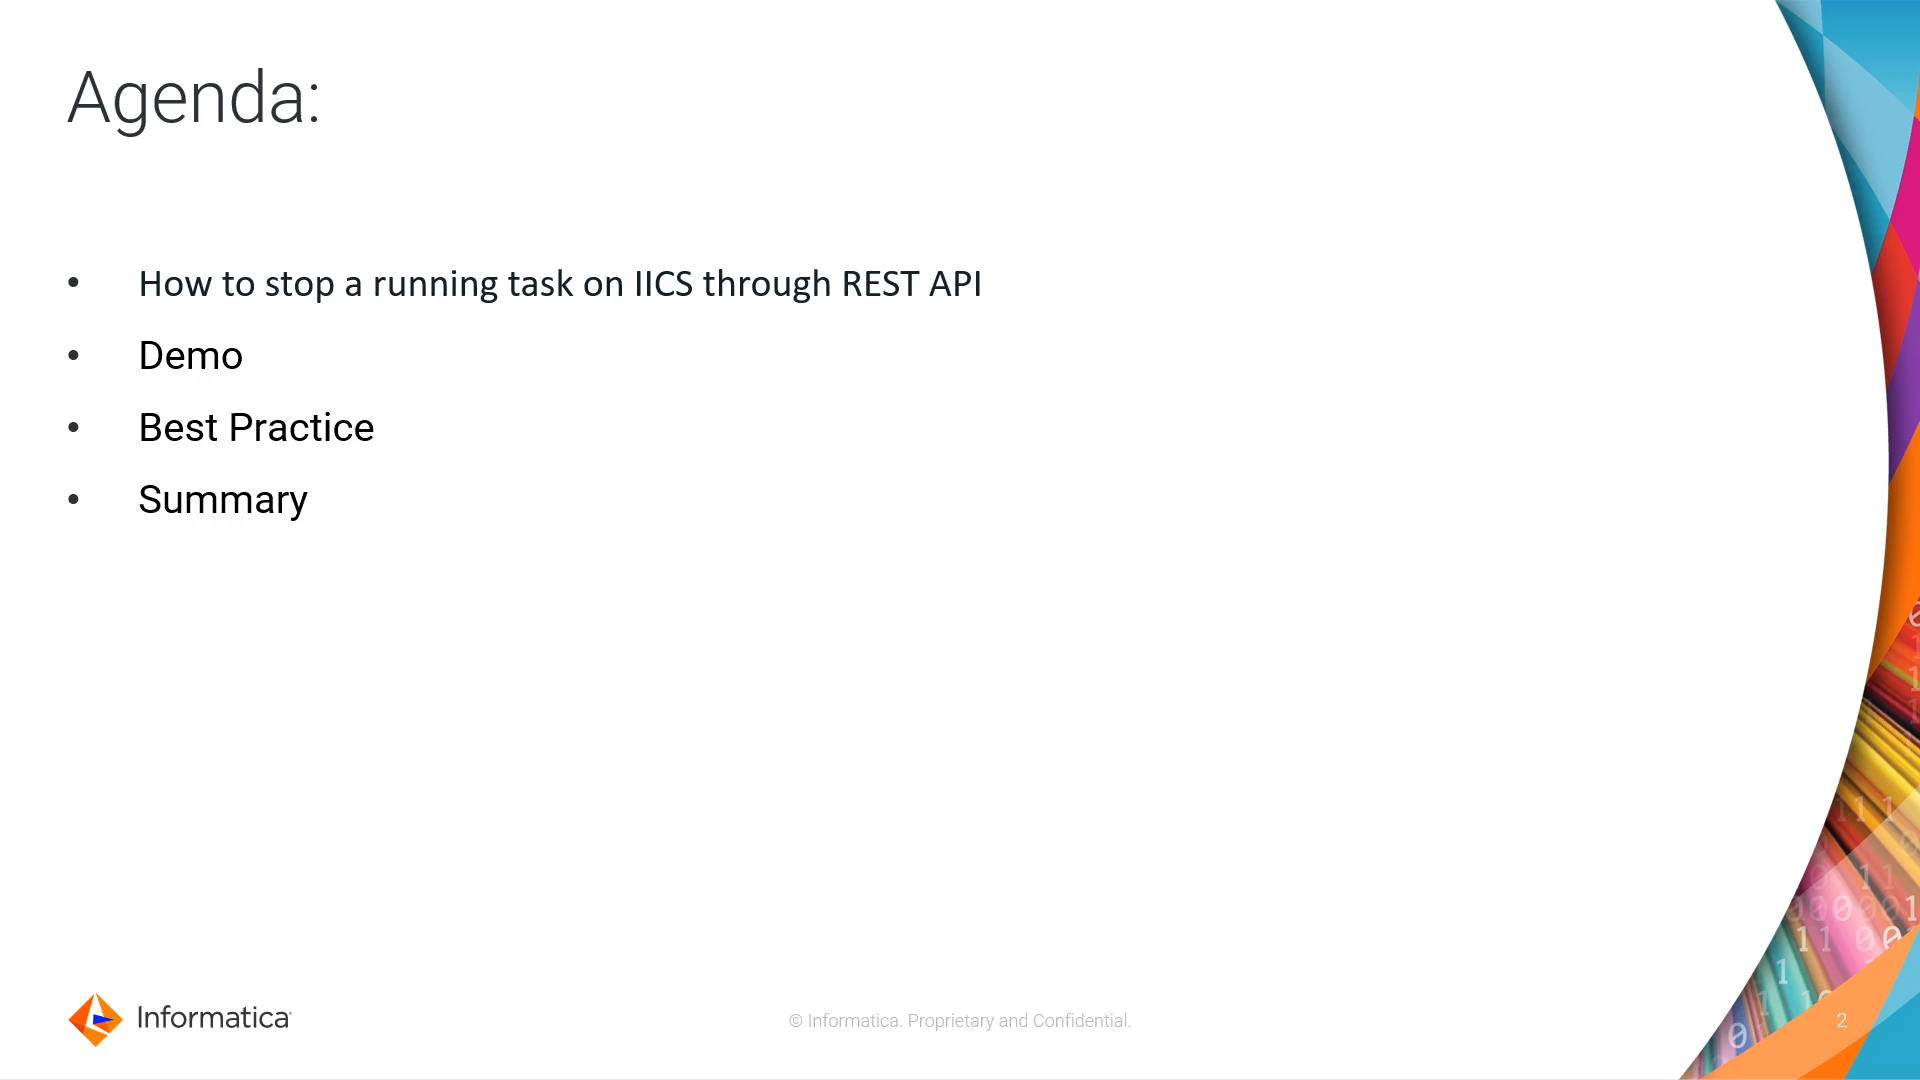 Agenda:
• How to stop a running task on IICS through REST API
• Demo
• Best Practice
• Summary
Informatica
© Informatica. Proprietary and Confidential.
2